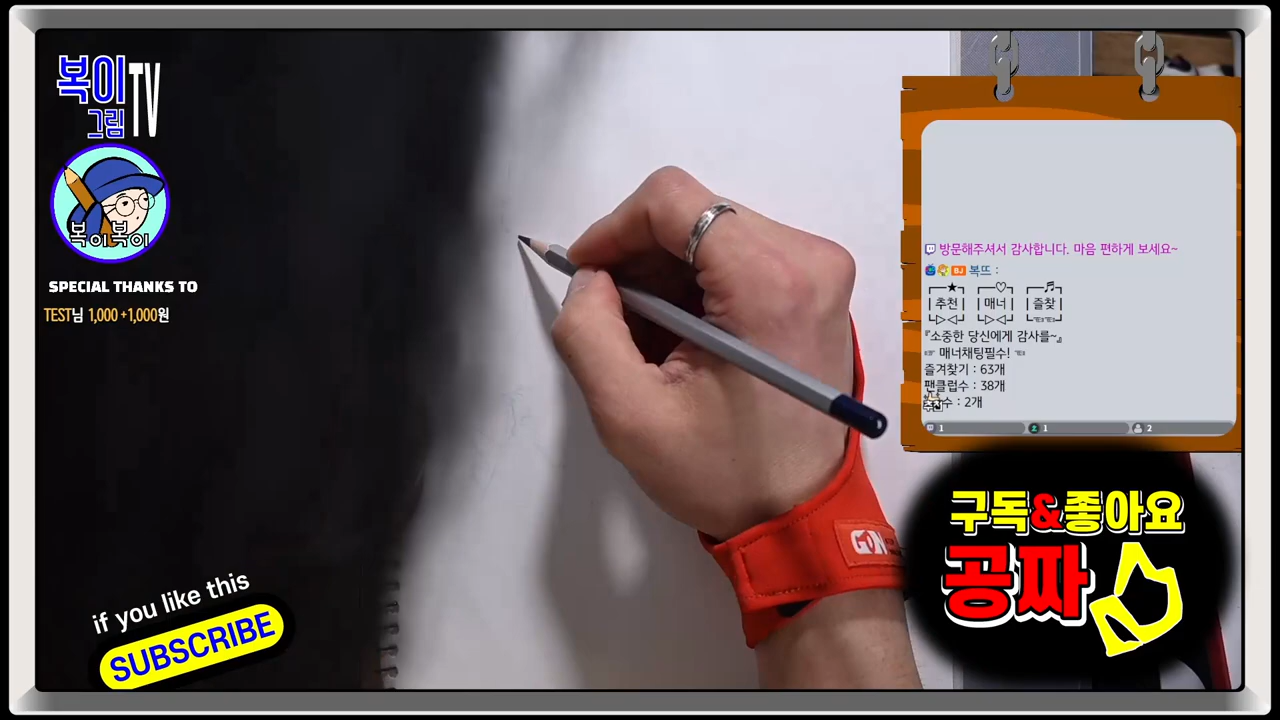 복이TV
그림
복이복이
SPECIAL THANKS TO
TEST님 1,000 +1,000원
if you like this
SUBSCRIBE
방문해주셔서 감사합니다. 마음 편하게 보세요~
BJ 복뜨 :
┏━★┓ ┏━♡┓ ┏━♬┓
┃추천┃ ┃매너┃ ┃즐찾┃
┗▷◁┛ ┗▷◁┛ ┗☜☜┛
『소중한 당신에게 감사를~』
☞ 매너채팅필수! ☜
즐겨찾기 : 63개
팬클럽수 : 38개
수 : 2개
1 1 2
구독&좋아요
공짜
GON